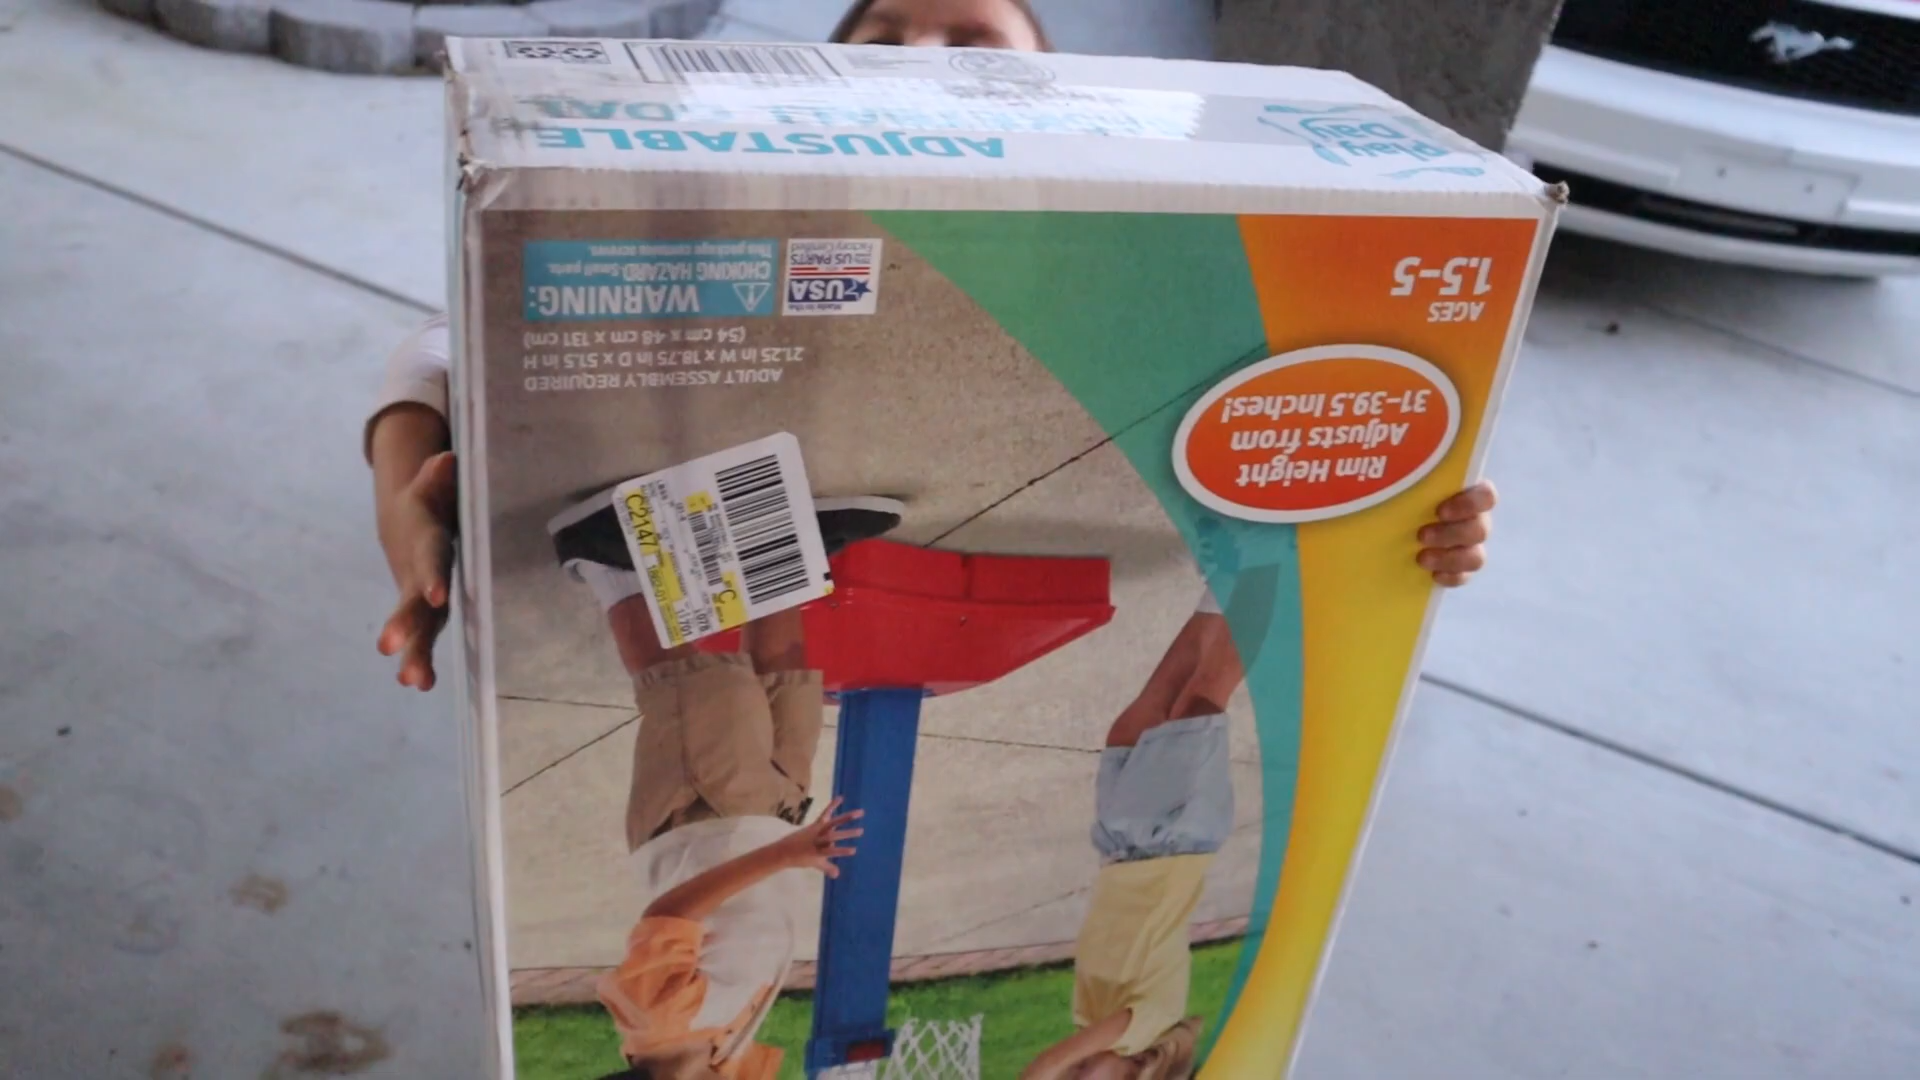 Play
Day
ADJUSTABLE
AGES
1.5-5
Rim Height
Adjusts from
31-39.5 Inches!
ADULT ASSEMBLY REQUIRED
21.25 in W x 18.75 in D x 51.5 in H
(54 cm x 48 cm x 131 cm)
WARNING:
CHOKING HAZARD-Small parts.
This package contains screws.
Made in the
USA
US PARTS
Factory Certified
C2147